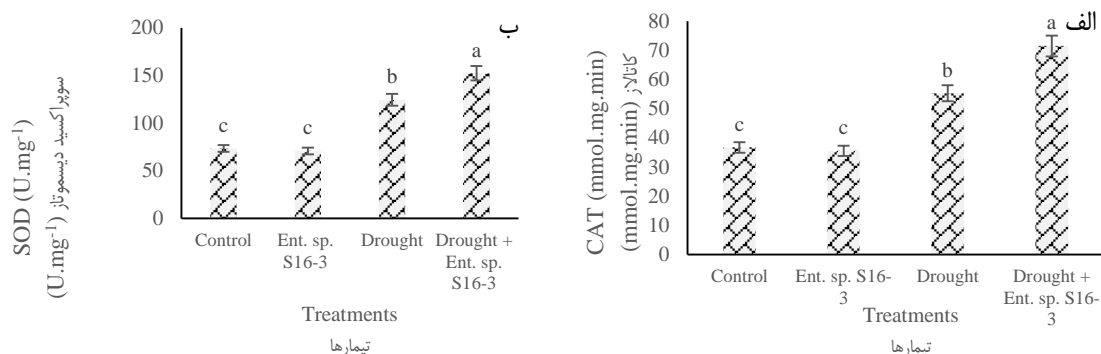 ب
SOD (U.mg-1)
سوپراکسید دیسموتاز (U.mg-1)
200
150
100
50
0
c
c
b
a
Control
Ent. sp.
S16-3
Drought
Drought +
Ent. sp.
S16-3
Treatments
تیمارها
الف
CAT (mmol.mg.min)
کاتالاز (mmol.mg.min)
80
70
60
50
40
30
20
10
0
c
c
b
a
Control
Ent. sp. S16-
3
Drought
Drought +
Ent. sp. S16-
3
Treatments
تیمارها